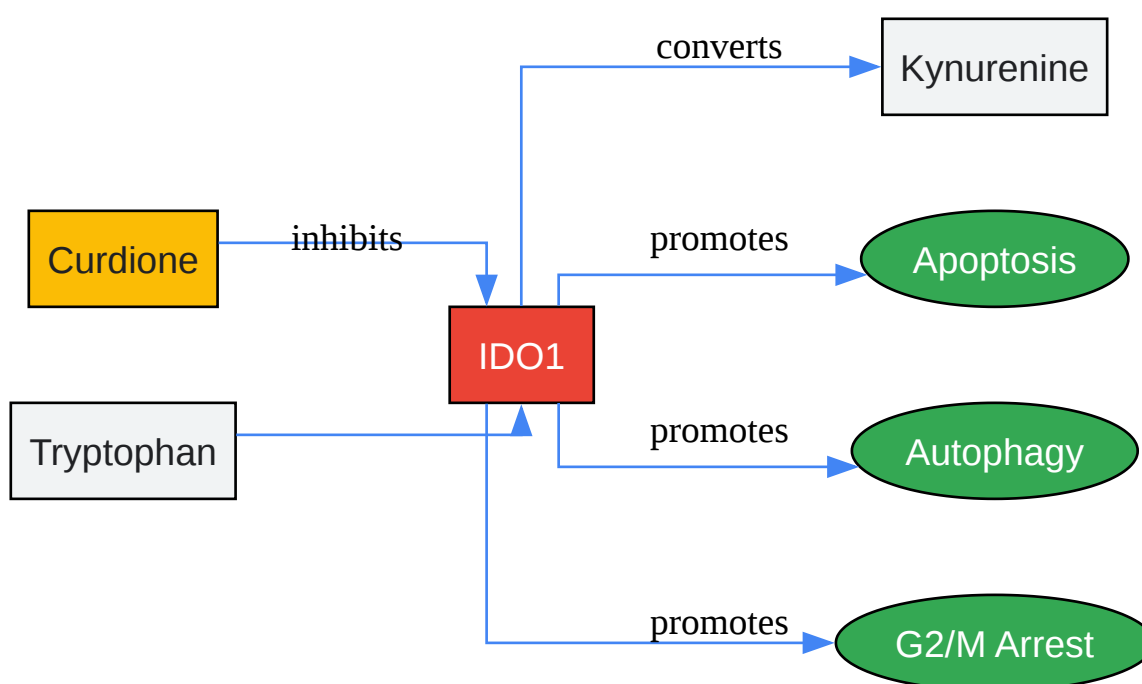 converts
Kynurenine
Curdione
inhibits
promotes
Apoptosis
IDO1
Tryptophan
promotes
Autophagy
promotes
G2/M Arrest